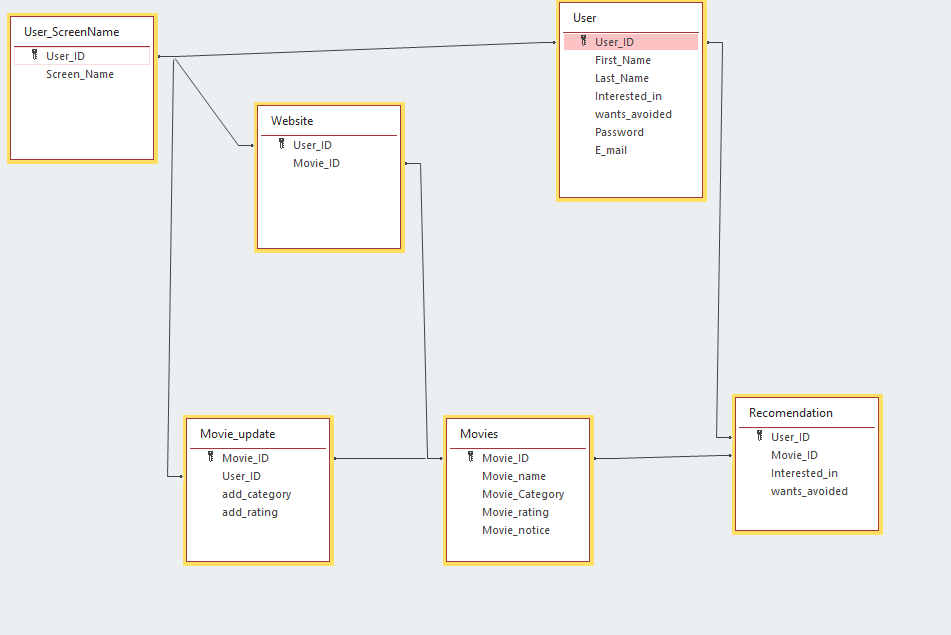 User_ScreenName
User_ID
Screen_Name
User
User_ID
First_Name
Last_Name
Interested_in
wants_avoided
Password
E_mail
Website
User_ID
Movie_ID
Movie_update
Movie_ID
User_ID
add_category
add_rating
Movies
Movie_ID
Movie_name
Movie_Category
Movie_rating
Movie_notice
Recomendation
User_ID
Movie_ID
Interested_in
wants_avoided